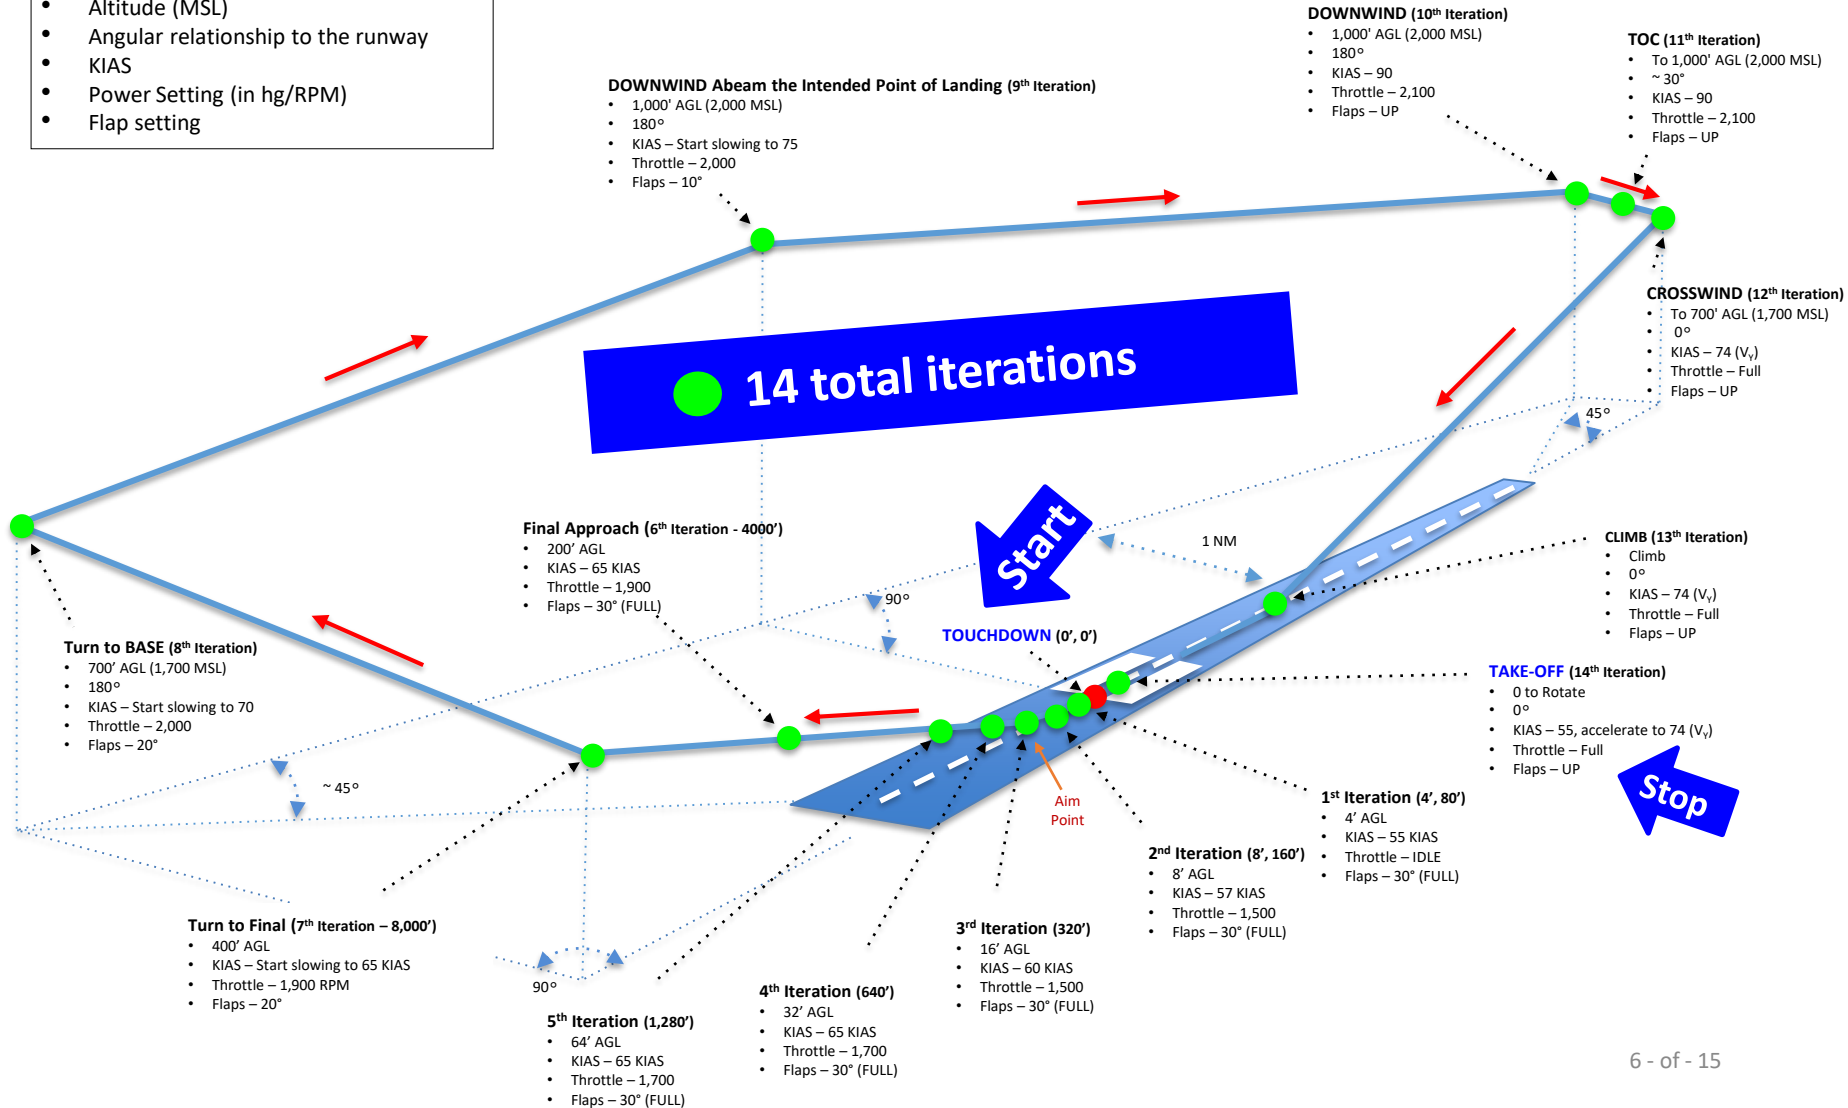 • Altitude (MSL)
• Angular relationship to the runway
• KIAS
• Power Setting (in hg/RPM)
• Flap setting
DOWNWIND Abeam the Intended Point of Landing (9th Iteration)
• 1,000' AGL (2,000 MSL)
• 180°
• KIAS – Start slowing to 75
• Throttle – 2,000
• Flaps – 10°
DOWNWIND (10th Iteration)
• 1,000' AGL (2,000 MSL)
• 180°
• KIAS – 90
• Throttle – 2,100
• Flaps – UP
TOC (11th Iteration)
• To 1,000' AGL (2,000 MSL)
• ~ 30°
• KIAS – 90
• Throttle – 2,100
• Flaps – UP
CROSSWIND (12th Iteration)
• To 700' AGL (1,700 MSL)
• 0°
• KIAS – 74 (VY)
• Throttle – Full
• Flaps – UP
14 total iterations
45°
Start
1 NM
90°
CLIMB (13th Iteration)
• Climb
• 0°
• KIAS – 74 (VY)
• Throttle – Full
• Flaps – UP
Final Approach (6th Iteration - 4000’)
• 200’ AGL
• KIAS – 65 KIAS
• Throttle – 1,900
• Flaps – 30° (FULL)
TOUCHDOWN (0’, 0’)
Turn to BASE (8th Iteration)
• 700’ AGL (1,700 MSL)
• 180°
• KIAS – Start slowing to 70
• Throttle – 2,000
• Flaps – 20°
TAKE-OFF (14th Iteration)
• 0 to Rotate
• 0°
• KIAS – 55, accelerate to 74 (VY)
• Throttle – Full
• Flaps – UP
Stop
~ 45°
Aim
Point
1st Iteration (4’, 80’)
• 4’ AGL
• KIAS – 55 KIAS
• Throttle – IDLE
• Flaps – 30° (FULL)
2nd Iteration (8’, 160’)
• 8’ AGL
• KIAS – 57 KIAS
• Throttle – 1,500
• Flaps – 30° (FULL)
3rd Iteration (320’)
• 16’ AGL
• KIAS – 60 KIAS
• Throttle – 1,500
• Flaps – 30° (FULL)
Turn to Final (7th Iteration – 8,000’)
• 400’ AGL
• KIAS – Start slowing to 65 KIAS
• Throttle – 1,900 RPM
• Flaps – 20°
90°
4th Iteration (640’)
• 32’ AGL
• KIAS – 65 KIAS
• Throttle – 1,700
• Flaps – 30° (FULL)
5th Iteration (1,280’)
• 64’ AGL
• KIAS – 65 KIAS
• Throttle – 1,700
• Flaps – 30° (FULL)
6 - of - 15